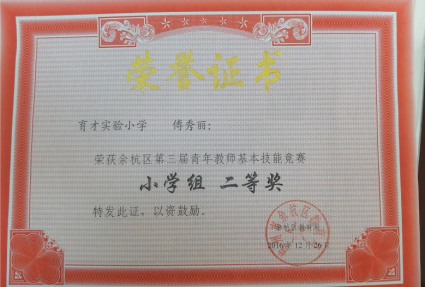 荣誉证书
育才实验小学 傅秀丽：
荣获余杭区第三届青年教师基本技能竞赛
小学组 二等奖
特发此证，以资鼓励。
2016年12月26日